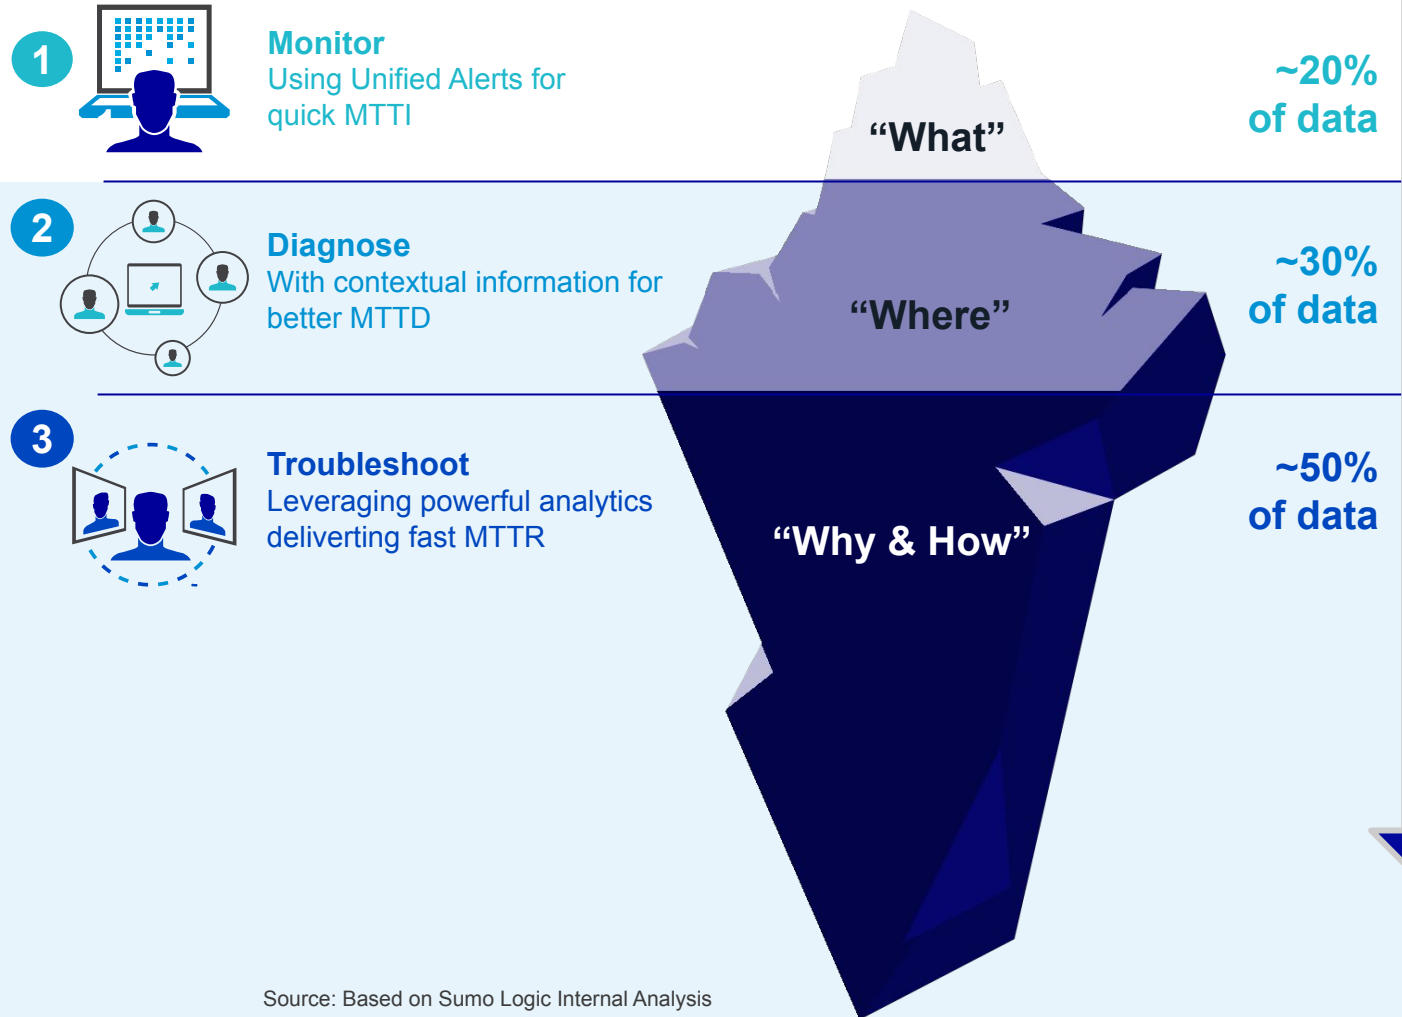 1
Monitor
Using Unified Alerts for
quick MTTI
“What”
~20%
of data
2
Diagnose
With contextual information for
better MTTD
“Where”
~30%
of data
3
Troubleshoot
Leveraging powerful analytics
deliverting fast MTTR
“Why & How”
~50%
of data
Source: Based on Sumo Logic Internal Analysis